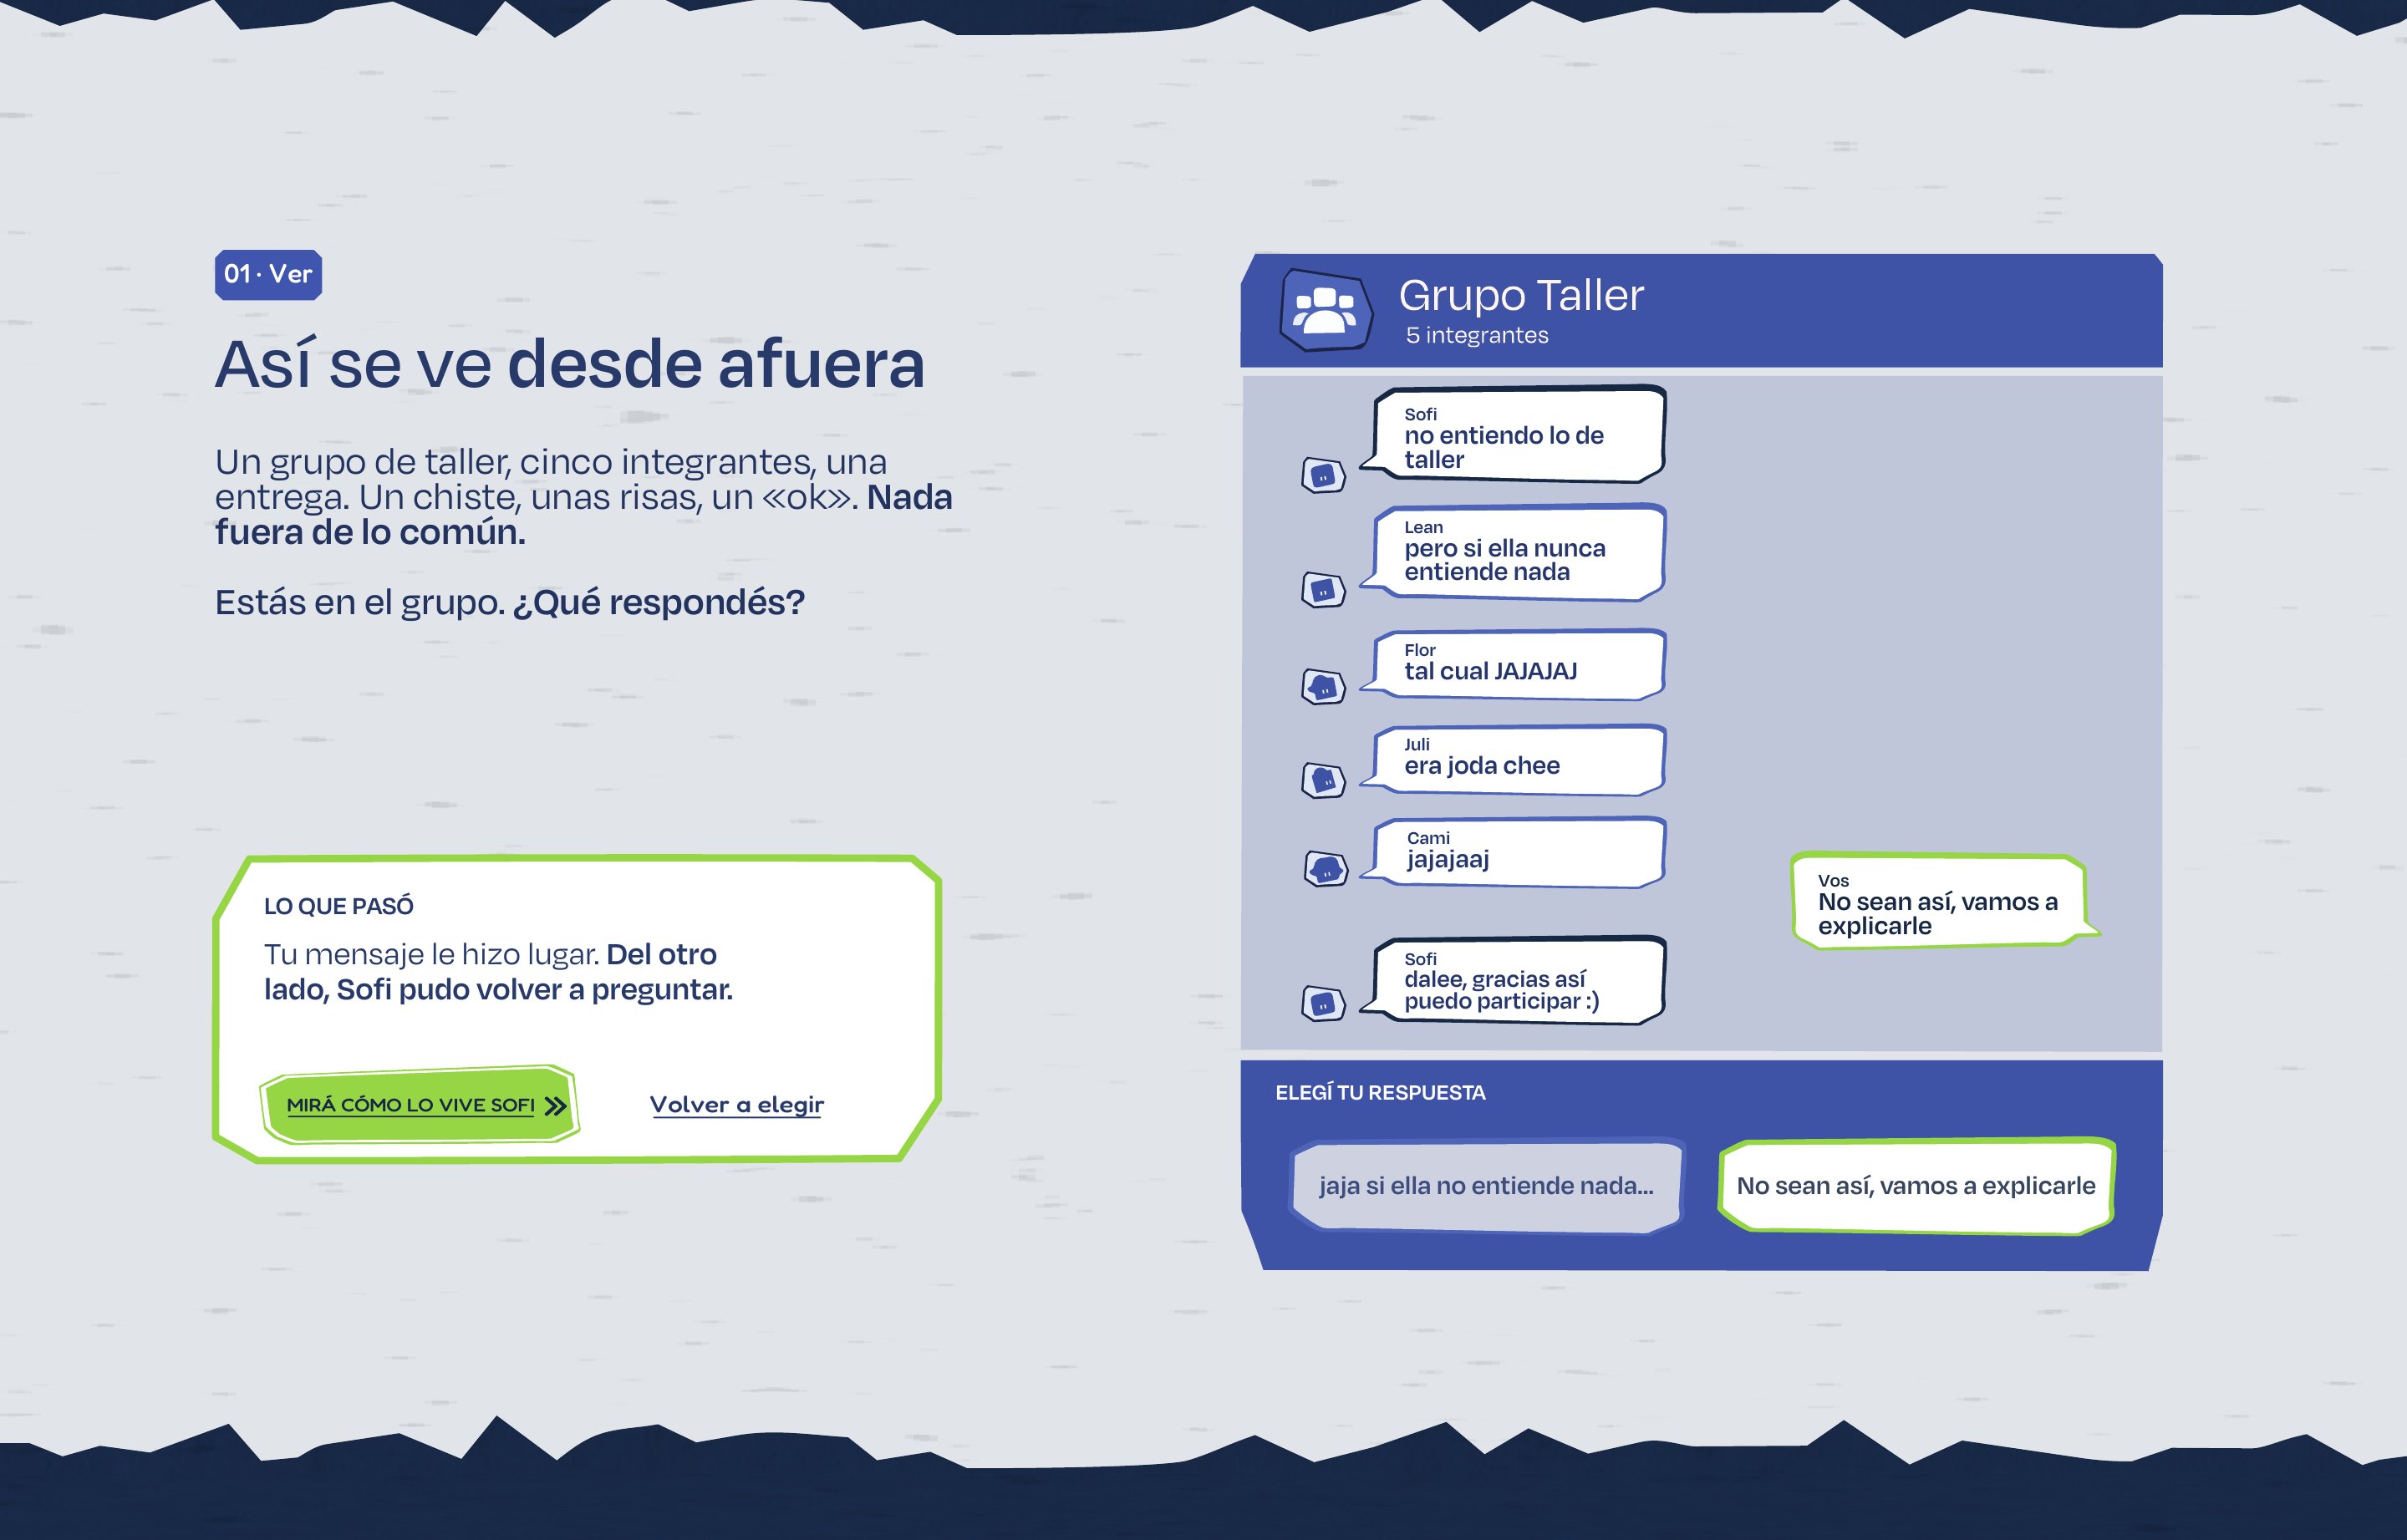 01 · Ver
Así se ve desde afuera
Un grupo de taller, cinco integrantes, una
entrega. Un chiste, unas risas, un «ok». Nada
fuera de lo común.
Estás en el grupo. ¿Qué respondés?
LO QUE PASÓ
Tu mensaje le hizo lugar. Del otro
lado, Sofi pudo volver a preguntar.
MIRÁ CÓMO LO VIVE SOFI »
Volver a elegir
Grupo Taller
5 integrantes
Sofi
no entiendo lo de
taller
Lean
pero si ella nunca
entiende nada
Flor
tal cual JAJAJAJ
Juli
era joda chee
Cami
jajajaaj
Vos
No sean así, vamos a
explicarle
Sofi
dalee, gracias así
puedo participar :)
ELEGÍ TU RESPUESTA
jaja si ella no entiende nada...
No sean así, vamos a explicarle